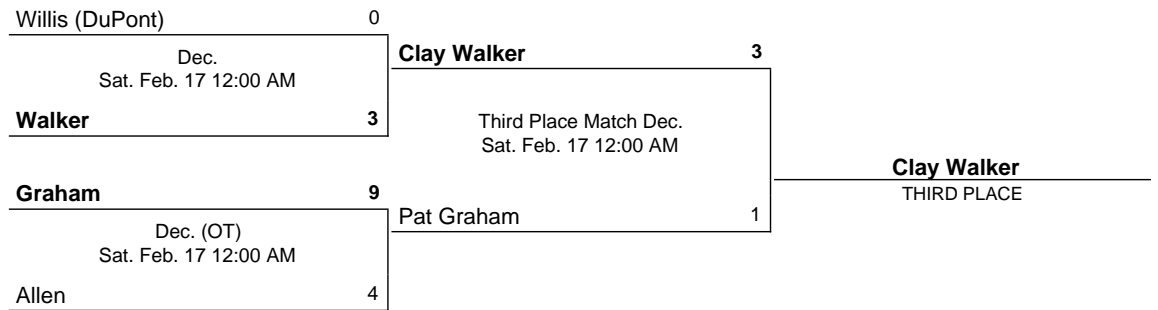 Willis (DuPont) 0
Dec.
Sat. Feb. 17 12:00 AM
Walker 3
Clay Walker 3
Third Place Match Dec.
Sat. Feb. 17 12:00 AM
Clay Walker
THIRD PLACE
Graham 9
Dec. (OT)
Sat. Feb. 17 12:00 AM
Allen 4
Pat Graham 1